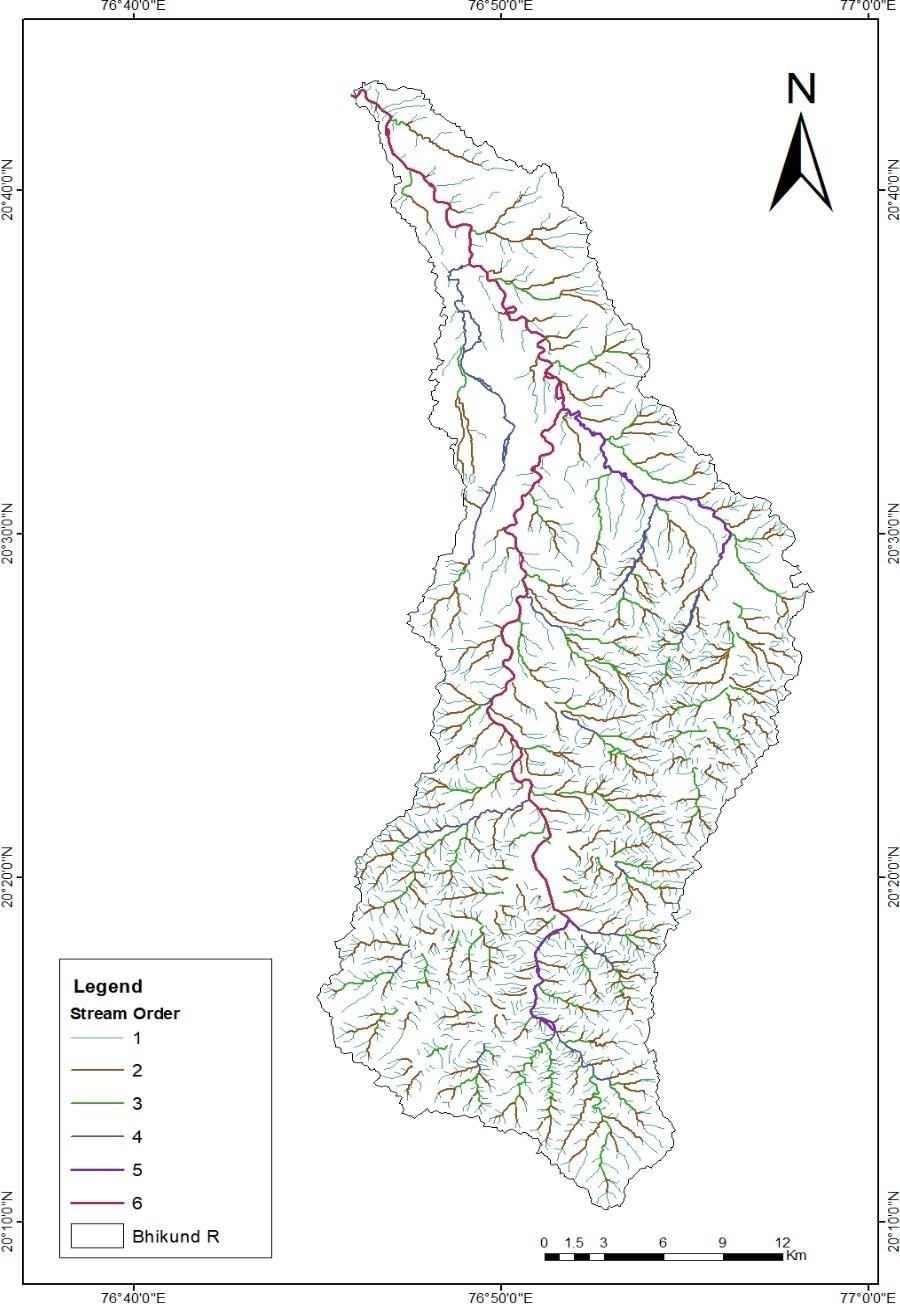 76°40'0"E 76°50'0"E 77°0'0"E
N
20°40'0"N 20°40'0"N
20°30'0"N 20°30'0"N
20°20'0"N 20°20'0"N
Legend
Stream Order
1
2
3
4
5
6
Bhikund R
20°10'0"N 20°10'0"N
0 1.5 3 6 9 12
Km
76°40'0"E 76°50'0"E 77°0'0"E